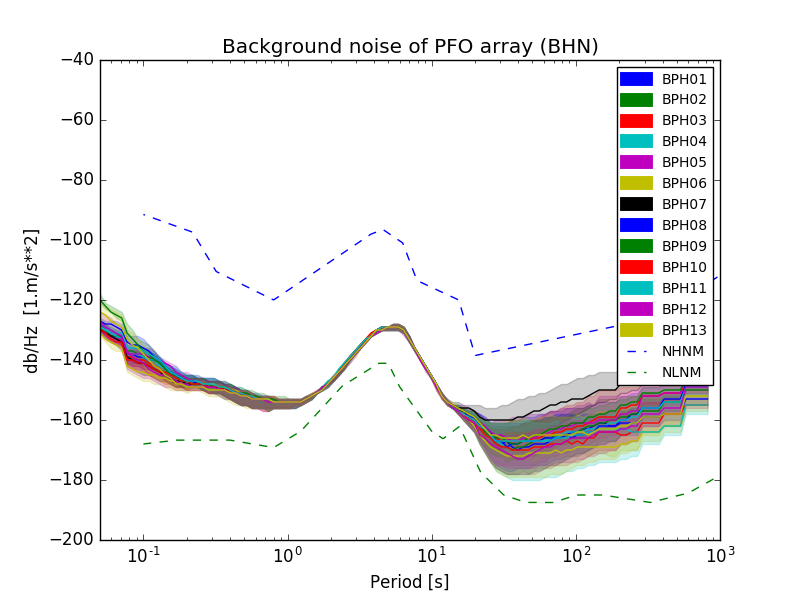 Background noise of PFO array (BHN)
−40
−60
−80
−100
−120
−140
−160
−180
−200
db/Hz [1.m/s**2]
BPH01
BPH02
BPH03
BPH04
BPH05
BPH06
BPH07
BPH08
BPH09
BPH10
BPH11
BPH12
BPH13
NHNM
NLNM
10^-1 10^0 10^1 10^2 10^3
Period [s]